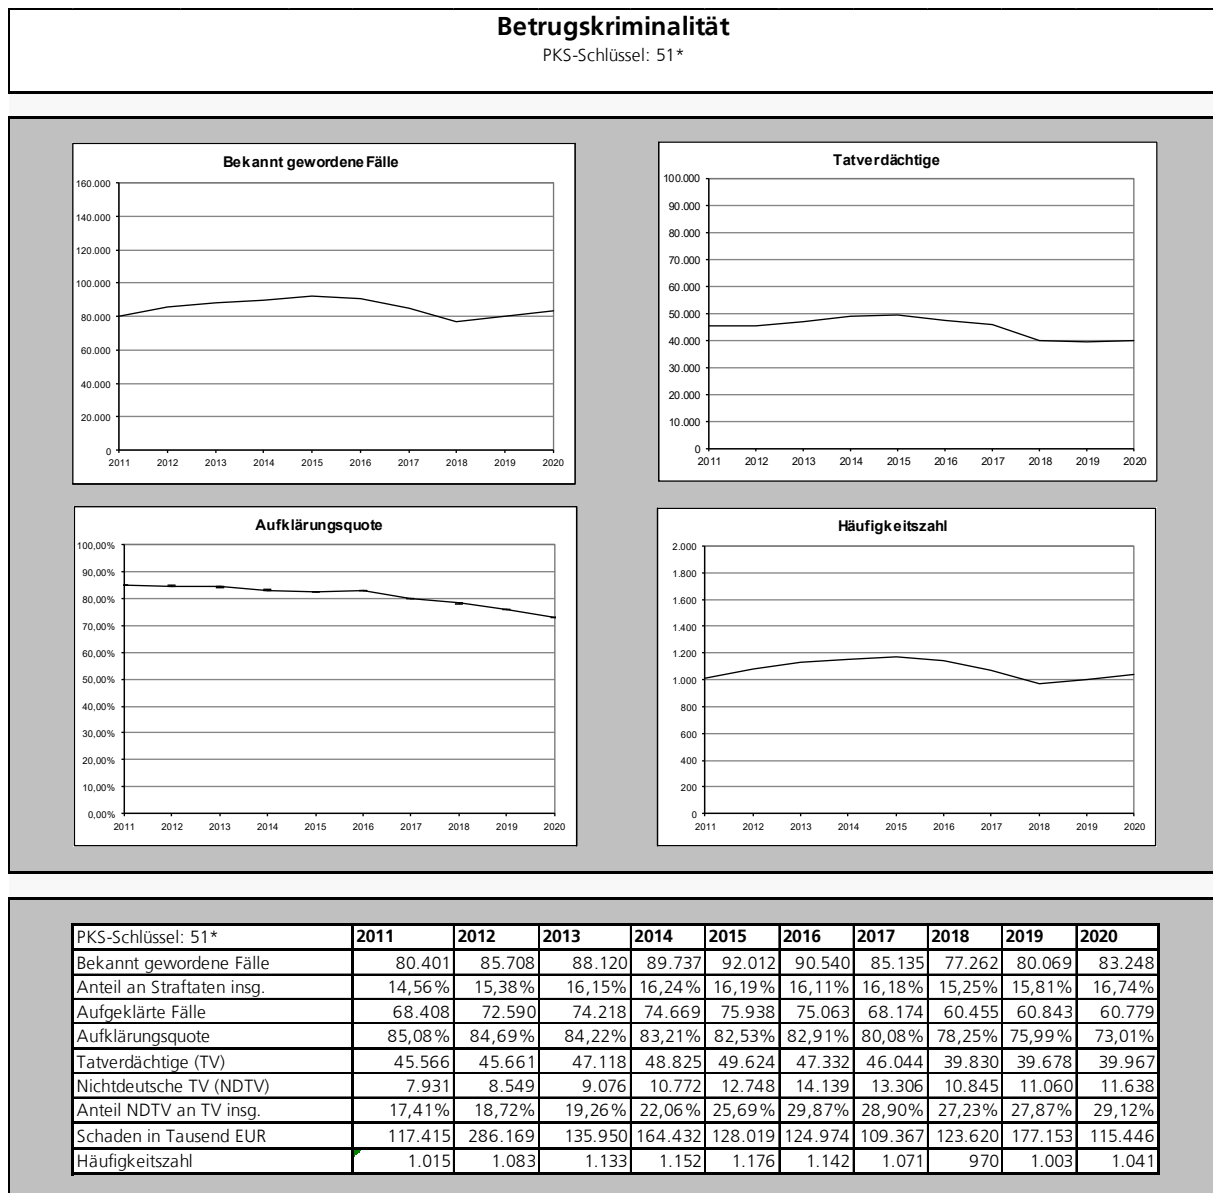 Betrugskriminalität
PKS-Schlüssel: 51*
Bekannt gewordene Fälle
160.000
140.000
120.000
100.000
80.000
60.000
40.000
20.000
0
2011 2012 2013 2014 2015 2016 2017 2018 2019 2020
Tatverdächtige
100.000
90.000
80.000
70.000
60.000
50.000
40.000
30.000
20.000
10.000
0
2011 2012 2013 2014 2015 2016 2017 2018 2019 2020
Aufklärungsquote
100,00%
90,00%
80,00%
70,00%
60,00%
50,00%
40,00%
30,00%
20,00%
10,00%
0,00%
2011 2012 2013 2014 2015 2016 2017 2018 2019 2020
Häufigkeitszahl
2.000
1.800
1.600
1.400
1.200
1.000
800
600
400
200
0
2011 2012 2013 2014 2015 2016 2017 2018 2019 2020
PKS-Schlüssel: 51* 2011 2012 2013 2014 2015 2016 2017 2018 2019 2020
Bekannt gewordene Fälle 80.401 85.708 88.120 89.737 92.012 90.540 85.135 77.262 80.069 83.248
Anteil an Straftaten insg. 14,56% 15,38% 16,15% 16,24% 16,19% 16,11% 16,18% 15,25% 15,81% 16,74%
Aufgeklärte Fälle 68.408 72.590 74.218 74.669 75.938 75.063 68.174 60.455 60.843 60.779
Aufklärungsquote 85,08% 84,69% 84,22% 83,21% 82,53% 82,91% 80,08% 78,25% 75,99% 73,01%
Tatverdächtige (TV) 45.566 45.661 47.118 48.825 49.624 47.332 46.044 39.830 39.678 39.967
Nichtdeutsche TV (NDTV) 7.931 8.549 9.076 10.772 12.748 14.139 13.306 10.845 11.060 11.638
Anteil NDTV an TV insg. 17,41% 18,72% 19,26% 22,06% 25,69% 29,87% 28,90% 27,23% 27,87% 29,12%
Schaden in Tausend EUR 117.415 286.169 135.950 164.432 128.019 124.974 109.367 123.620 177.153 115.446
Häufigkeitszahl 1.015 1.083 1.133 1.152 1.176 1.142 1.071 970 1.003 1.041